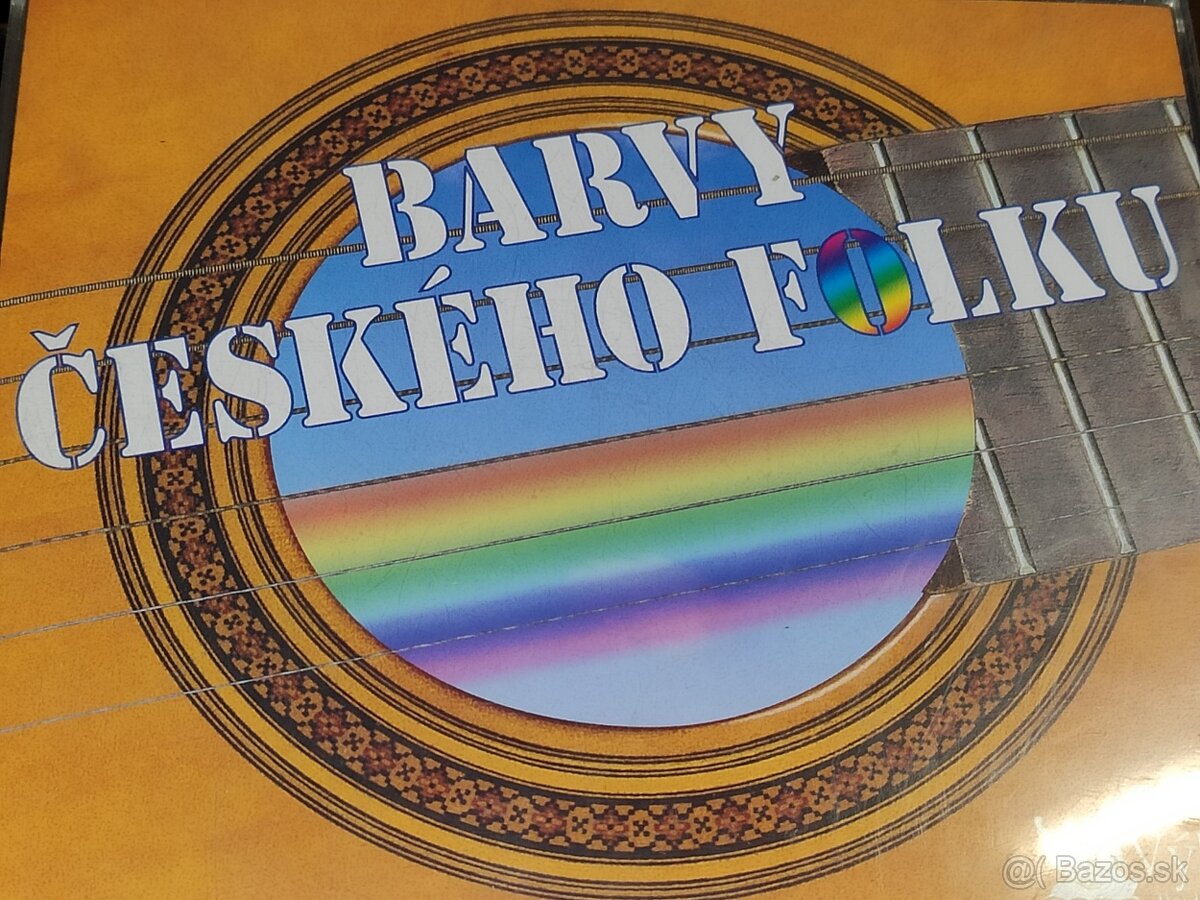 BARVY
ČESKÉHO FOLKU
@( Bazos.sk